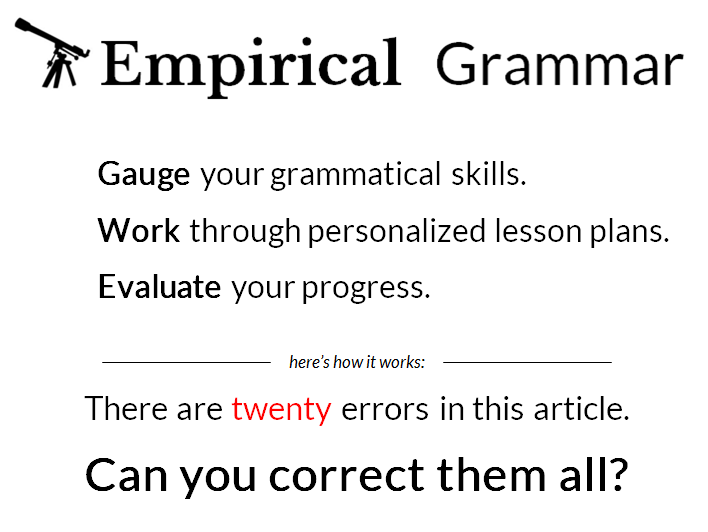 Empirical Grammar
Gauge your grammatical skills.
Work through personalized lesson plans.
Evaluate your progress.
here's how it works:
There are twenty errors in this article.
Can you correct them all?